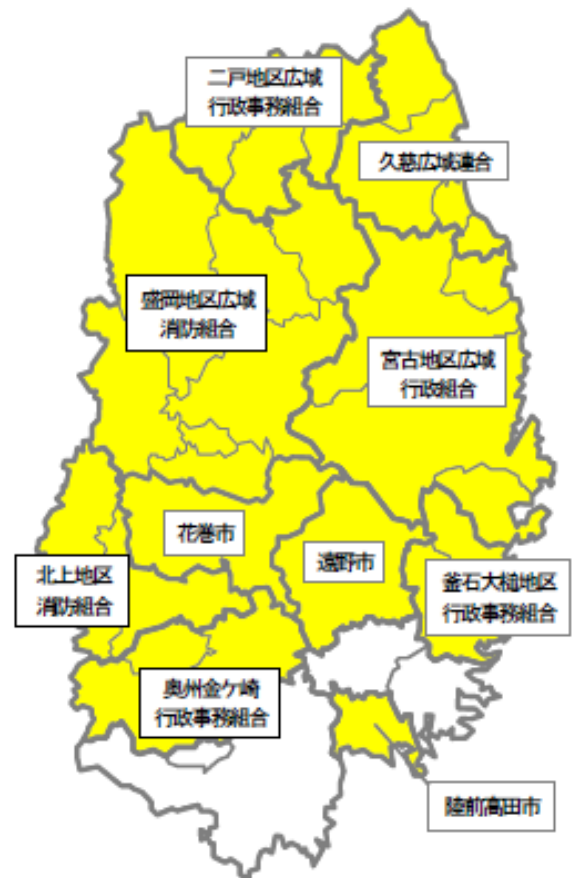 二戸地区広域
行政事務組合
久慈広域連合
盛岡地区広域
消防組合
宮古地区広域
行政組合
花巻市
遠野市
北上地区
消防組合
釜石大槌地区
行政事務組合
奥州金ケ崎
行政事務組合
陸前高田市